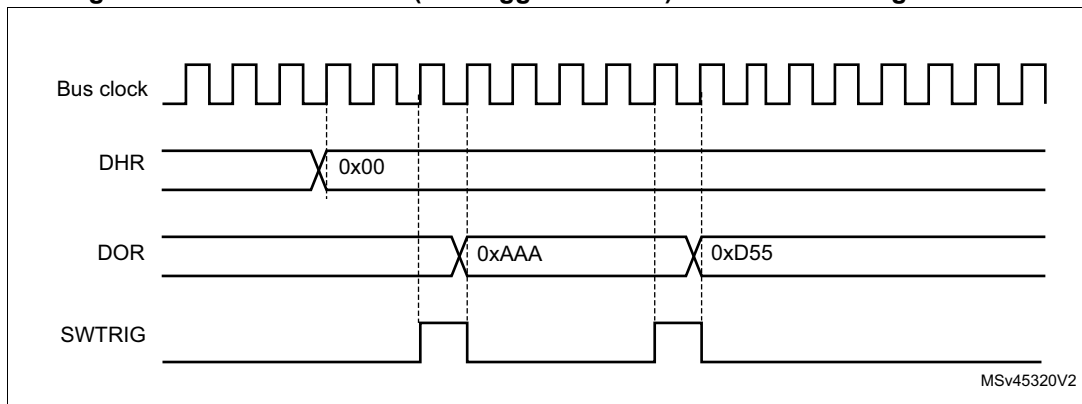 Bus clock
DHR
0x00
DOR
0xAAA
0xD55
SWTRIG
MSv45320V2